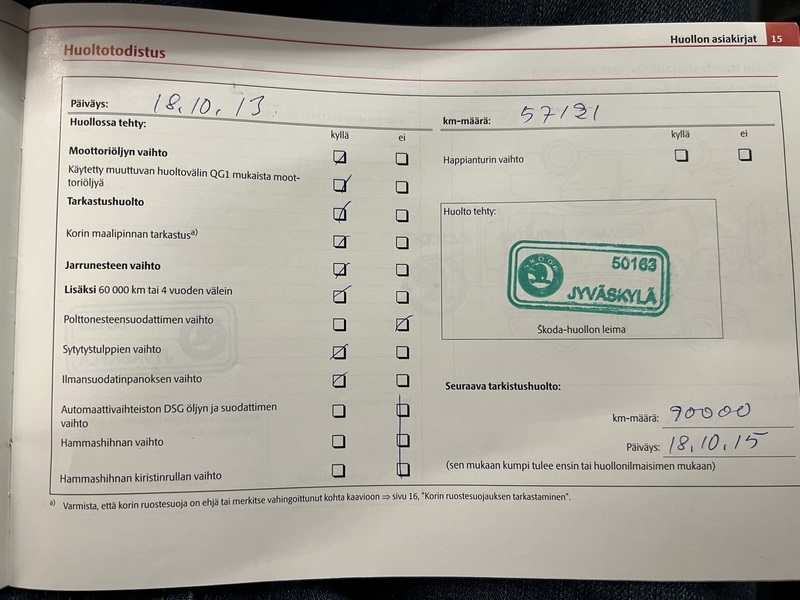 Huollon asiakirjat 15
Huoltotodistus
Päiväys: 18.10.13
Huollossa tehty:
kyllä ei
Moottoriöljyn vaihto
Käytetty muuttuvan huoltovälin QG1 mukaista moot-
toriöljyä
Tarkastushuolto
Korin maalipinnan tarkastusa)
Jarrunesteen vaihto
Lisäksi 60 000 km tai 4 vuoden välein
Polttonesteensuodattimen vaihto
Sytytystulppien vaihto
Ilmansuodatinpanoksen vaihto
Automaattivaihteiston DSG öljyn ja suodattimen
vaihto
Hammashihnan vaihto
Hammashihnan kiristinrullan vaihto
km-määrä: 57121
kyllä ei
Happianturin vaihto
Huolto tehty:
ŠKODA
50163
JYVÄSKYLÄ
Škoda-huollon leima
Seuraava tarkistushuolto:
km-määrä: 90000
Päiväys: 18.10.15
(sen mukaan kumpi tulee ensin tai huollonilmaisimen mukaan)
a) Varmista, että korin ruostesuoja on ehjä tai merkitse vahingoittunut kohta kaavioon ⇒ sivu 16, "Korin ruostesuojauksen tarkastaminen".